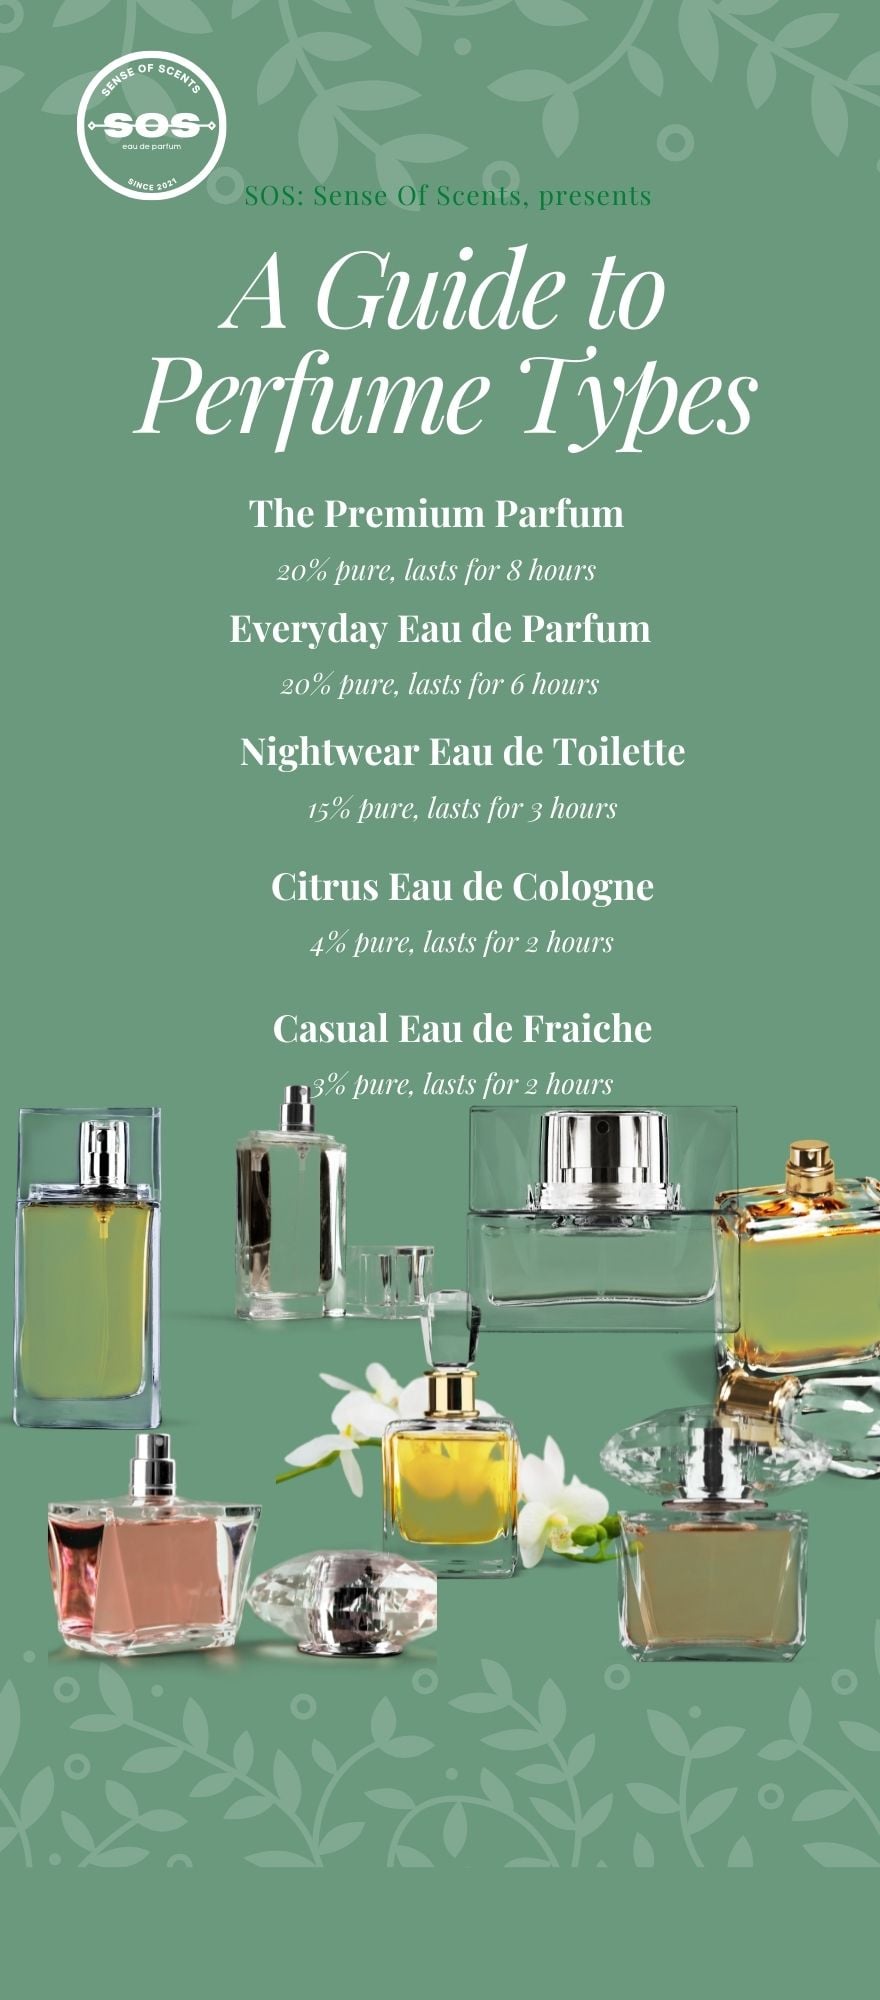 SENSE OF SCENTS
SOS
eau de parfum
SINCE 2021
SOS: Sense Of Scents, presents
A Guide to
Perfume Types
The Premium Parfum
20% pure, lasts for 8 hours
Everyday Eau de Parfum
20% pure, lasts for 6 hours
Nightwear Eau de Toilette
15% pure, lasts for 3 hours
Citrus Eau de Cologne
4% pure, lasts for 2 hours
Casual Eau de Fraiche
3% pure, lasts for 2 hours